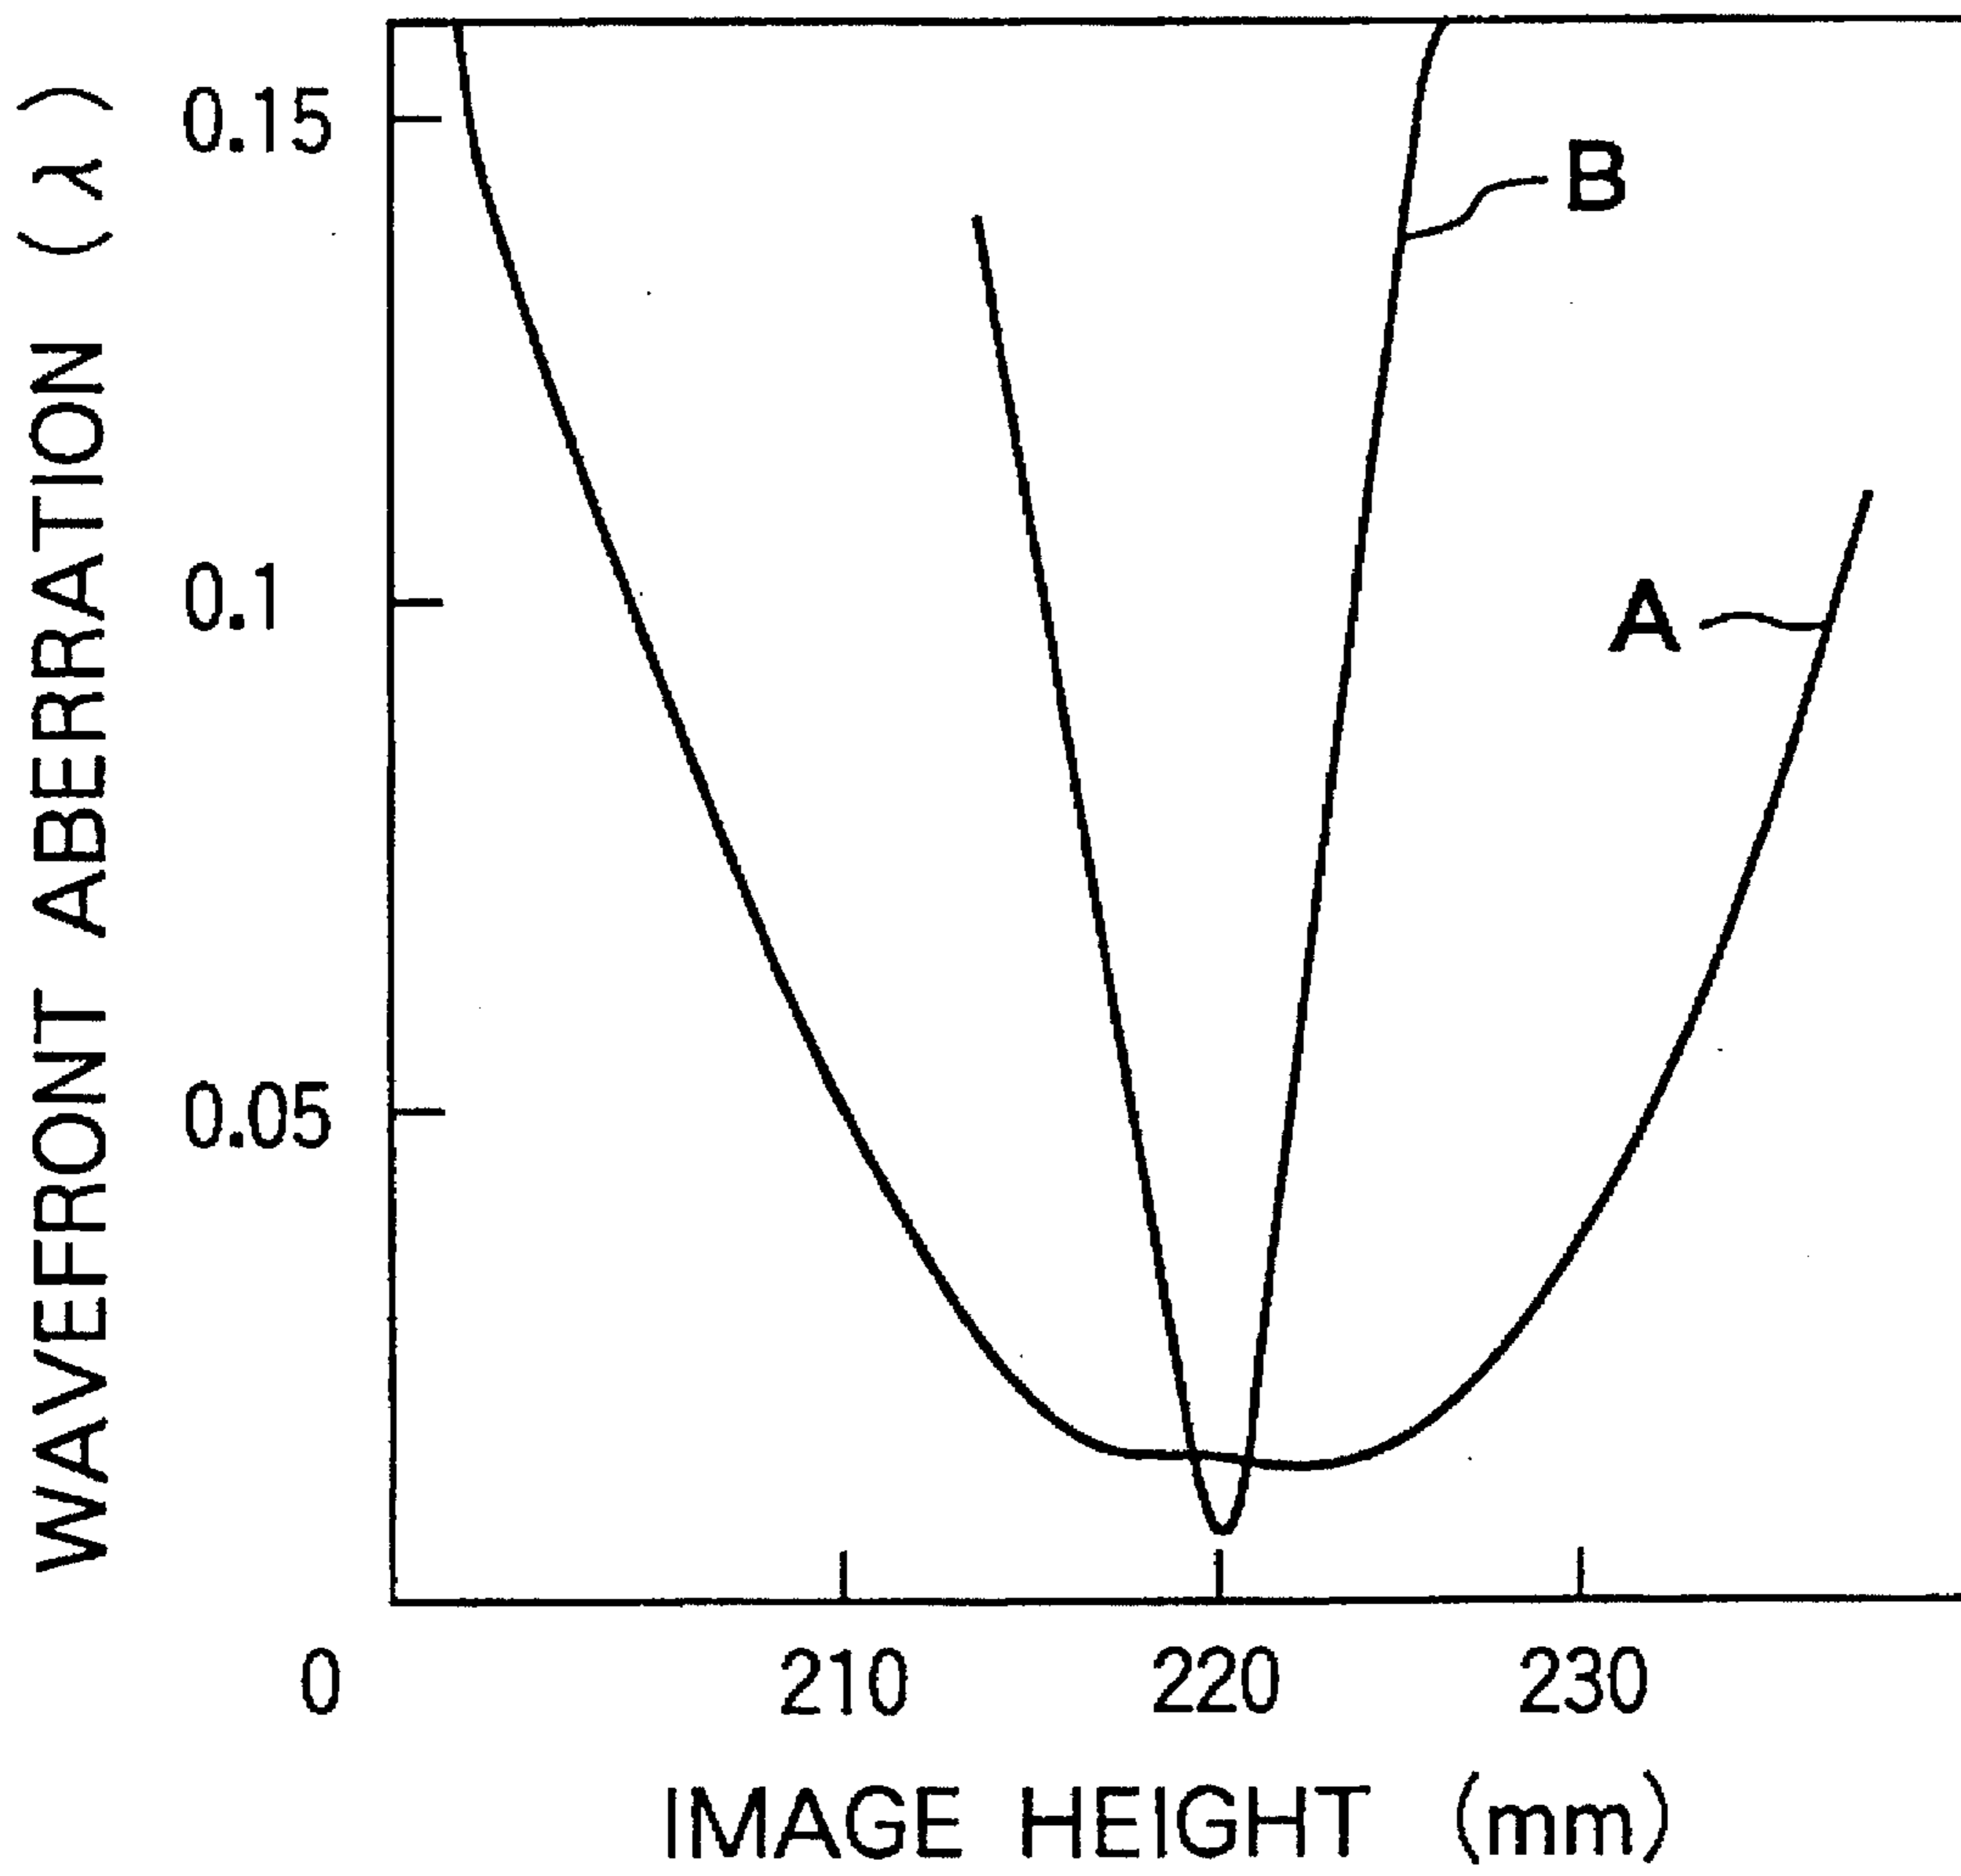 WAVEFRONT ABERRATION (λ)
0.15
0.1
0.05
0
B
A
210
220
230
IMAGE HEIGHT (mm)